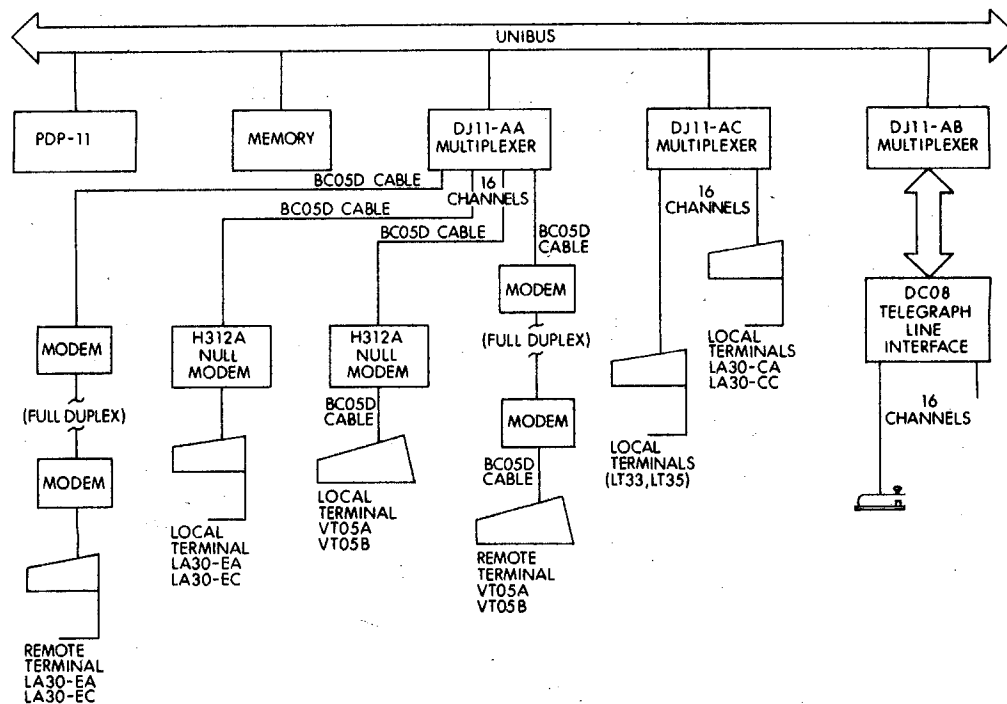 UNIBUS
PDP-11
MEMORY
DJ11-AA
MULTIPLEXER
DJ11-AC
MULTIPLEXER
DJ11-AB
MULTIPLEXER
BC05D CABLE
16
CHANNELS
BC05D CABLE
BC05D CABLE
BC05D
CABLE
16
CHANNELS
MODEM
DC08
TELEGRAPH
LINE
INTERFACE
MODEM
H312A
NULL
MODEM
H312A
NULL
MODEM
(FULL DUPLEX)
LOCAL
TERMINALS
LA30-CA
LA30-CC
(FULL DUPLEX)
BC05D
CABLE
MODEM
16
CHANNELS
MODEM
BC05D
CABLE
LOCAL
TERMINALS
(LT33,LT35)
LOCAL
TERMINAL
LA30-EA
LA30-EC
LOCAL
TERMINAL
VT05A
VT05B
REMOTE
TERMINAL
VT05A
VT05B
REMOTE
TERMINAL
LA30-EA
LA30-EC